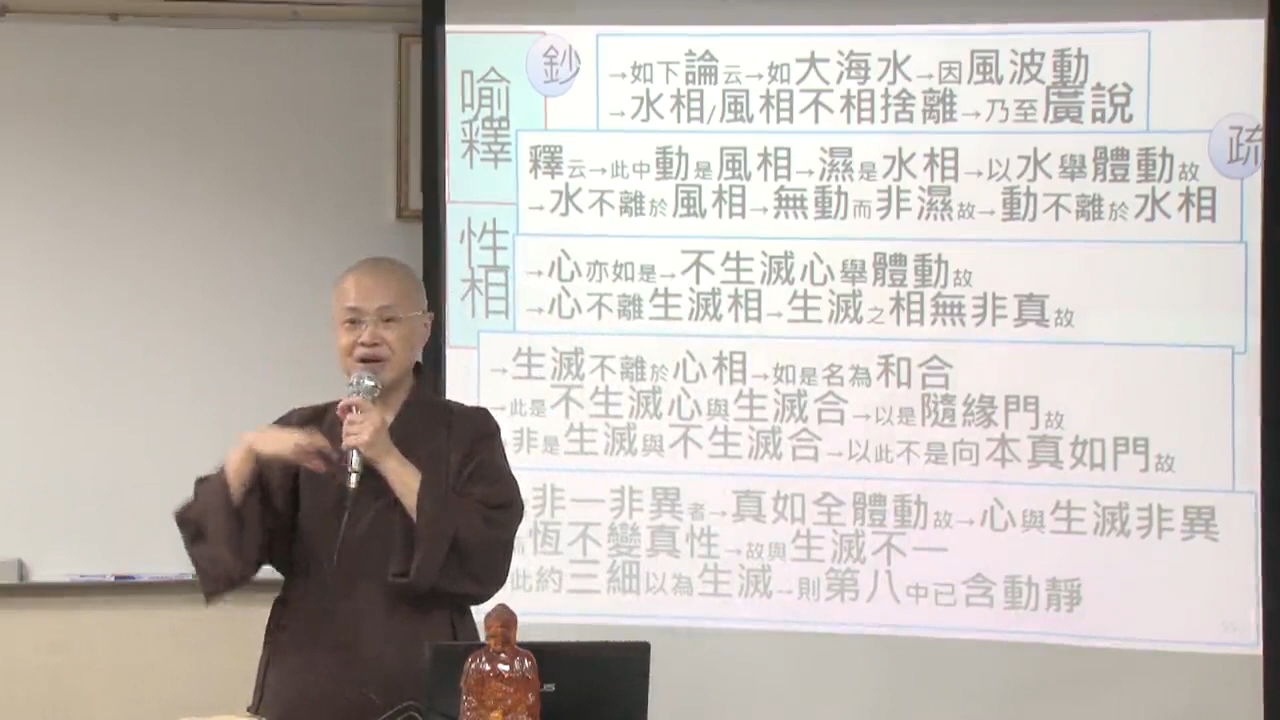 喻釋
鈔
→如下論云→如大海水→因風波動
→水相/風相不相捨離→乃至廣說
疏
釋云→此中動是風相→濕是水相→以水舉體動故
→水不離於風相→無動而非濕故→動不離於水相
性相
→心亦如是→不生滅心舉體動故
→心不離生滅相→生滅之相無非真故
→生滅不離於心相→如是名為和合
→此是不生滅心與生滅合→以是隨緣門故
非是生滅與不生滅合→以此不是向本真如門故
非一非異者→真如全體動故→心與生滅非異
恆不變真性→故與生滅不一
此約三細以為生滅→則第八中已含動靜